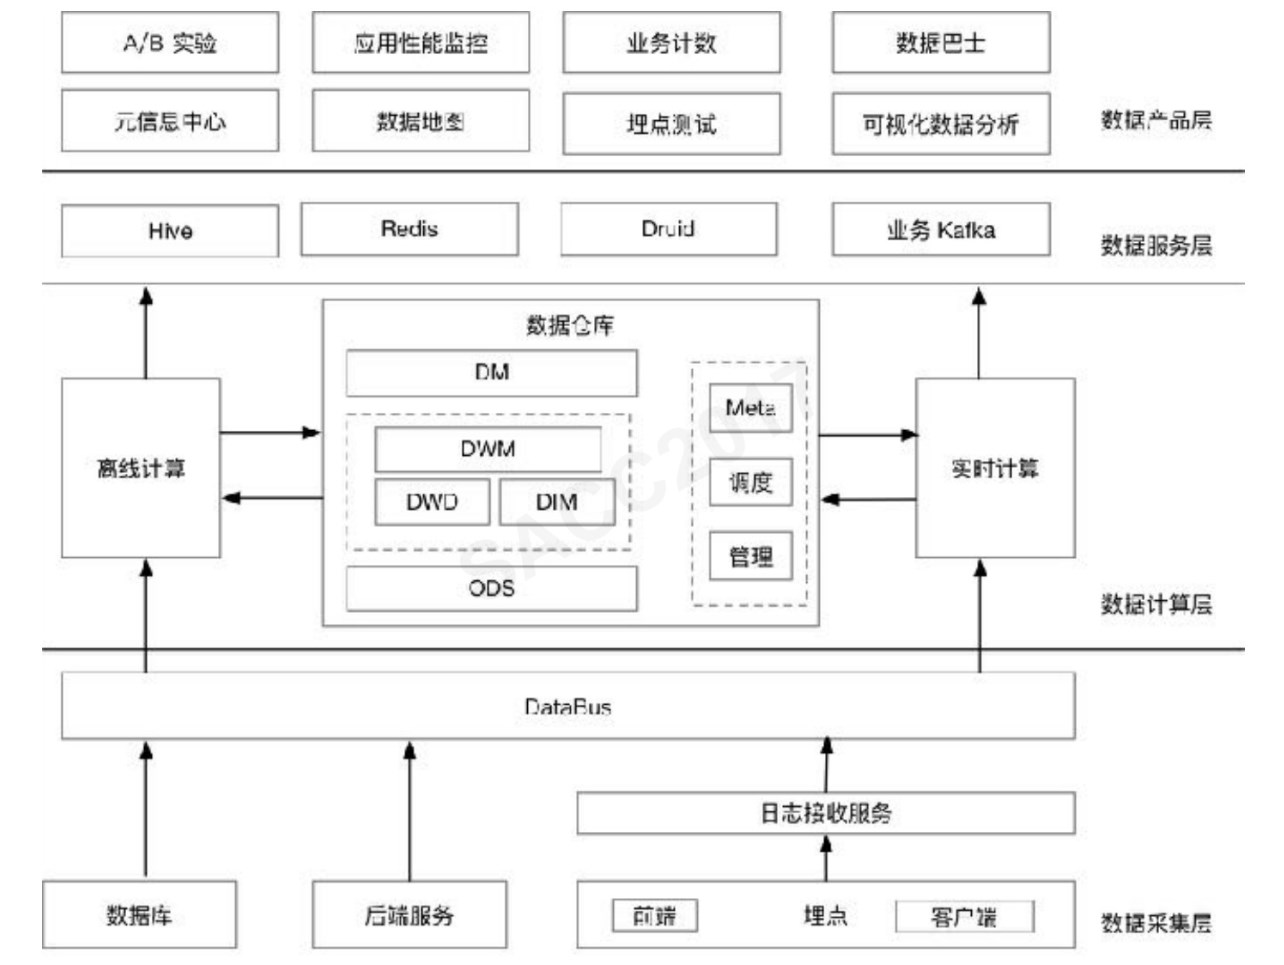 A/B 实验
应用性能监控
业务计数
数据巴士
元信息中心
数据地图
埋点测试
可视化数据分析
数据产品层
Hive
Redis
Druid
业务 Kafka
数据服务层
数据仓库
DM
DWM
DWD
DIM
ODS
Meta
调度
管理
离线计算
实时计算
数据计算层
SACC2017
DataBus
日志接收服务
数据库
后端服务
前端
埋点
客户端
数据采集层